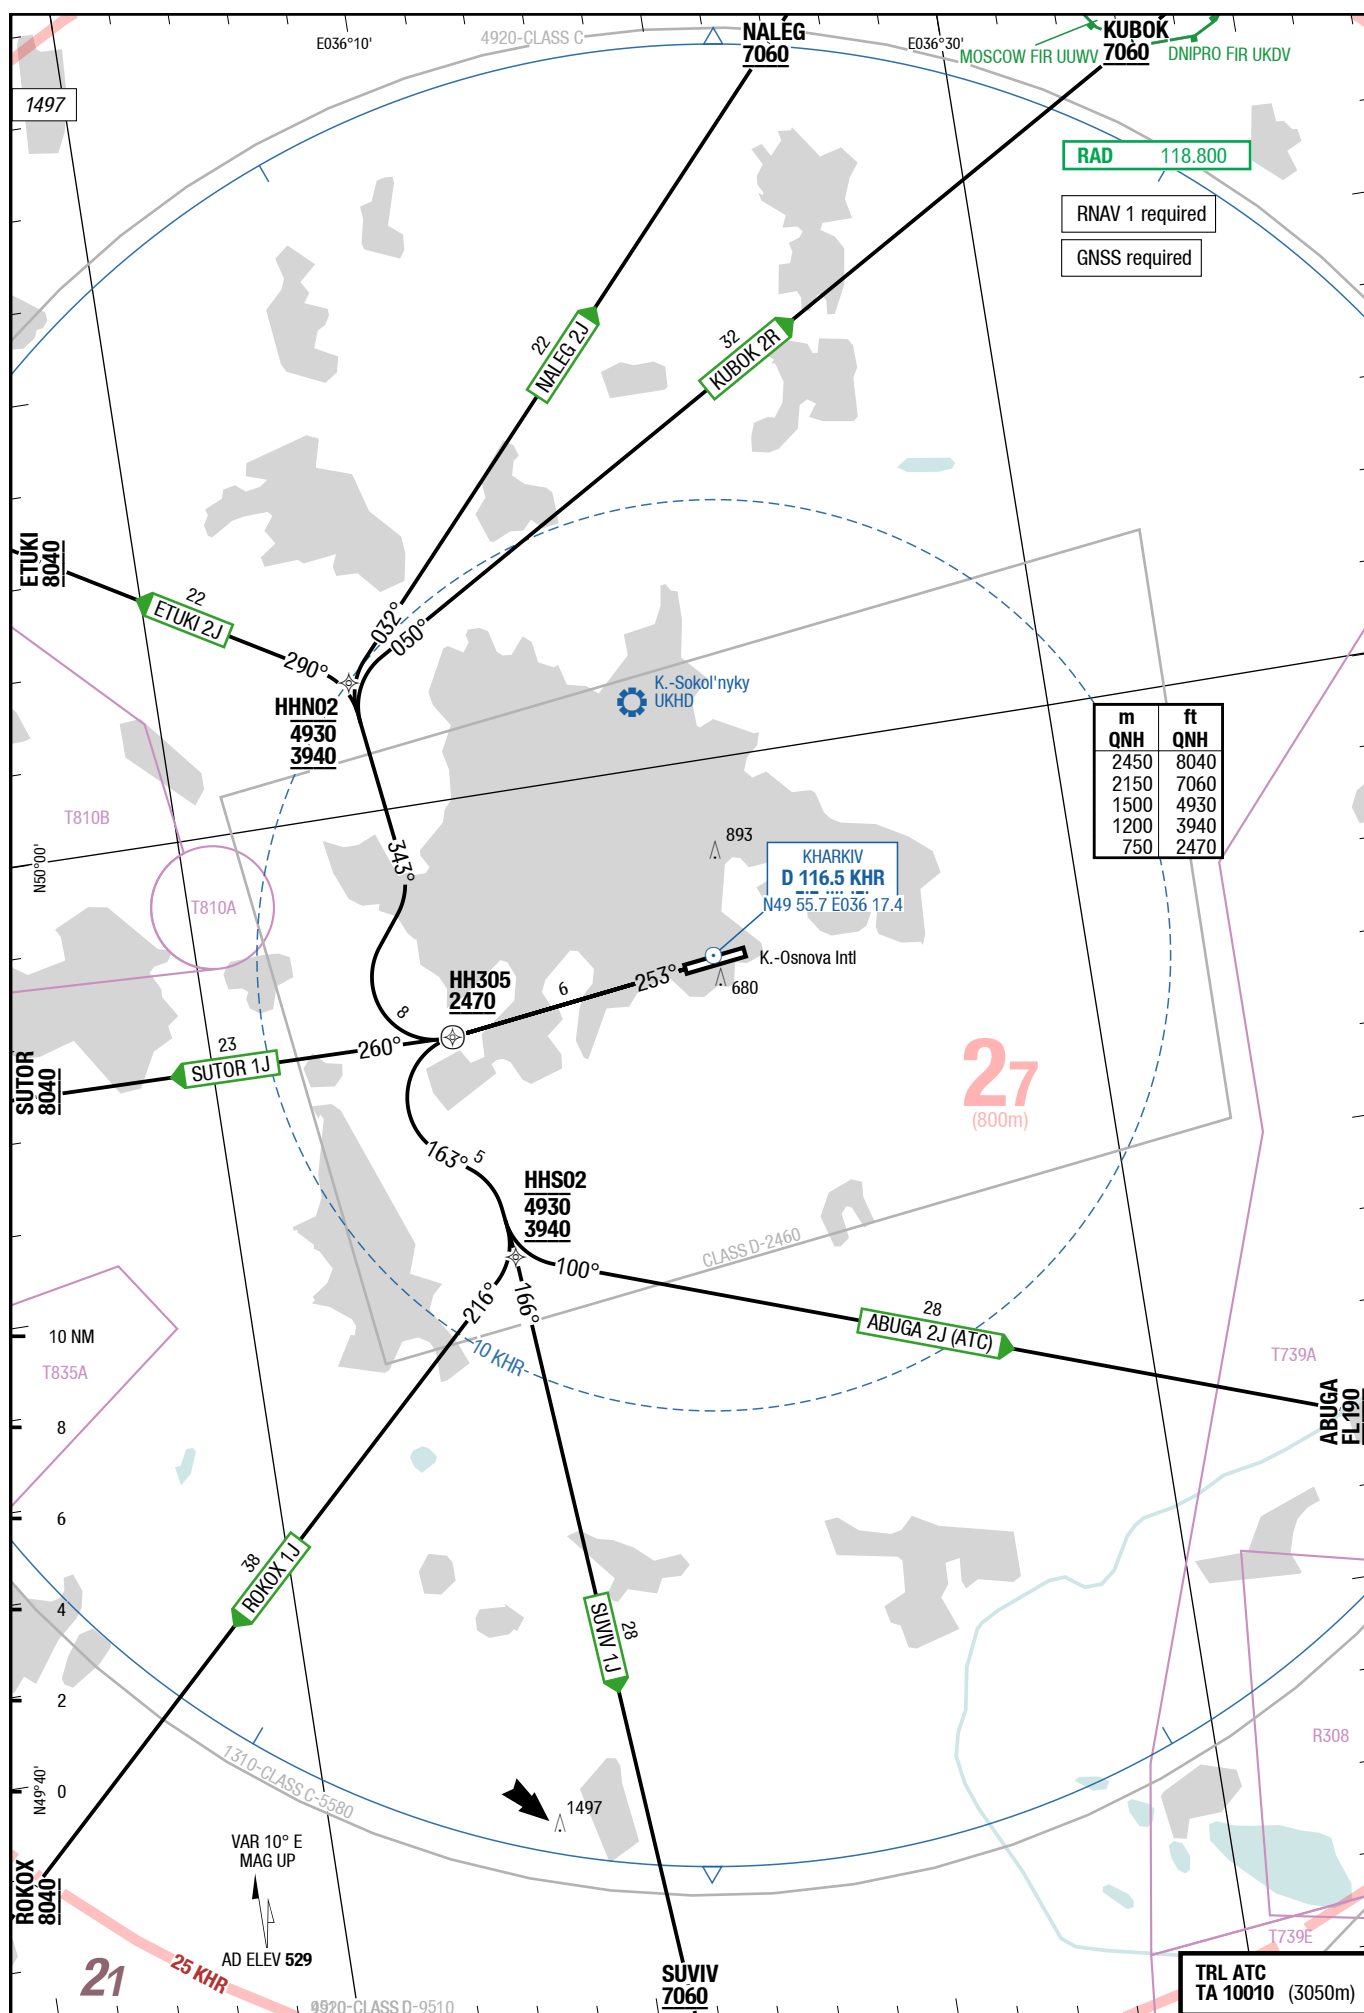 NALEG
7060
KUBOK
7060
E036°10'
4920-CLASS C
E036°30'
MOSCOW FIR UUWV
DNIPRO FIR UKDV
1497
RAD 118.800
RNAV 1 required
GNSS required
22
NALEG 2J
32
KUBOK 2R
ETUKI
8040
22
ETUKI 2J
290°
032°
050°
HHN02
4930
3940
K.-Sokol'nyky
UKHD
m ft
QNH QNH
2450 8040
2150 7060
1500 4930
1200 3940
750 2470
T810B
N50°00'
T810A
343°
893
KHARKIV
D 116.5 KHR
N49 55.7 E036 17.4
K.-Osnova Intl
680
253°
6
HH305
2470
8
260°
23
SUTOR 1J
SUTOR
8040
27
(800m)
163°
5
HHS02
4930
3940
CLASS D-2460
100°
216°
166°
28
ABUGA 2J (ATC)
10 KHR
10 NM
T835A
T739A
ABUGA
FL190
8
6
4
2
0
38
ROKOX 1J
28
SUVIV 1J
R308
1310-CLASS C-5580
N49°40'
1497
VAR 10° E
MAG UP
ROKOX
8040
AD ELEV 529
21
25 KHR
T739E
SUVIV
7060
TRL ATC
TA 10010 (3050m)
20-CLASS D-9510